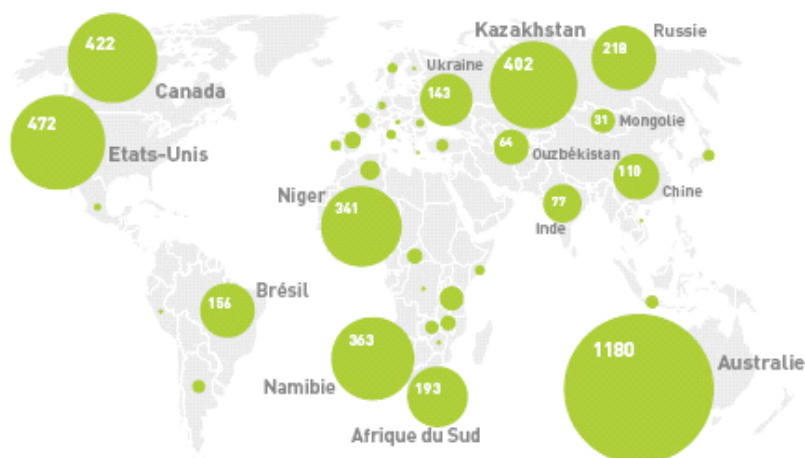 422
Canada
472
Etats-Unis
Kazakhstan
402
Russie
218
Ukraine
143
31
Mongolie
64
Ouzbékistan
110
Chine
77
Inde
Niger
341
156
Brésil
363
Namibie
193
Afrique du Sud
1180
Australie